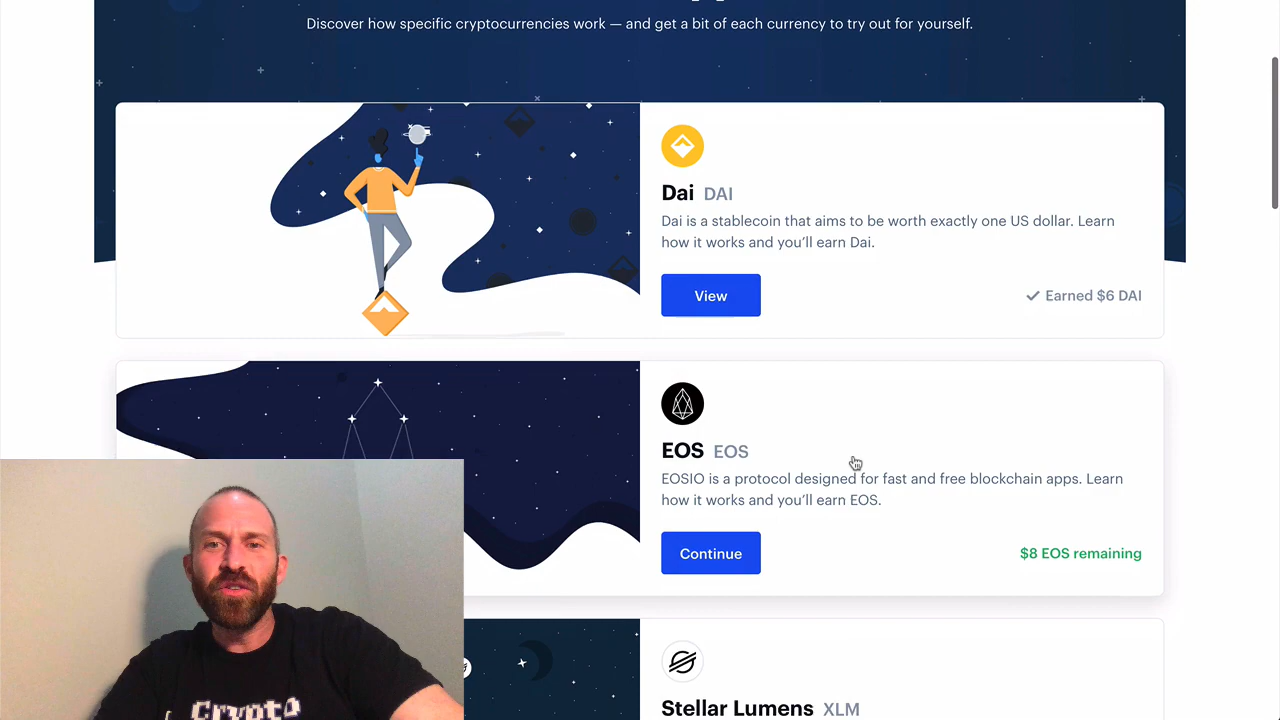 Discover how specific cryptocurrencies work — and get a bit of each currency to try out for yourself.
Dai DAI
Dai is a stablecoin that aims to be worth exactly one US dollar. Learn
how it works and you’ll earn Dai.
View
Earned $6 DAI
EOS EOS
EOSIO is a protocol designed for fast and free blockchain apps. Learn
how it works and you’ll earn EOS.
Continue
$8 EOS remaining
Stellar Lumens XLM
Crypto